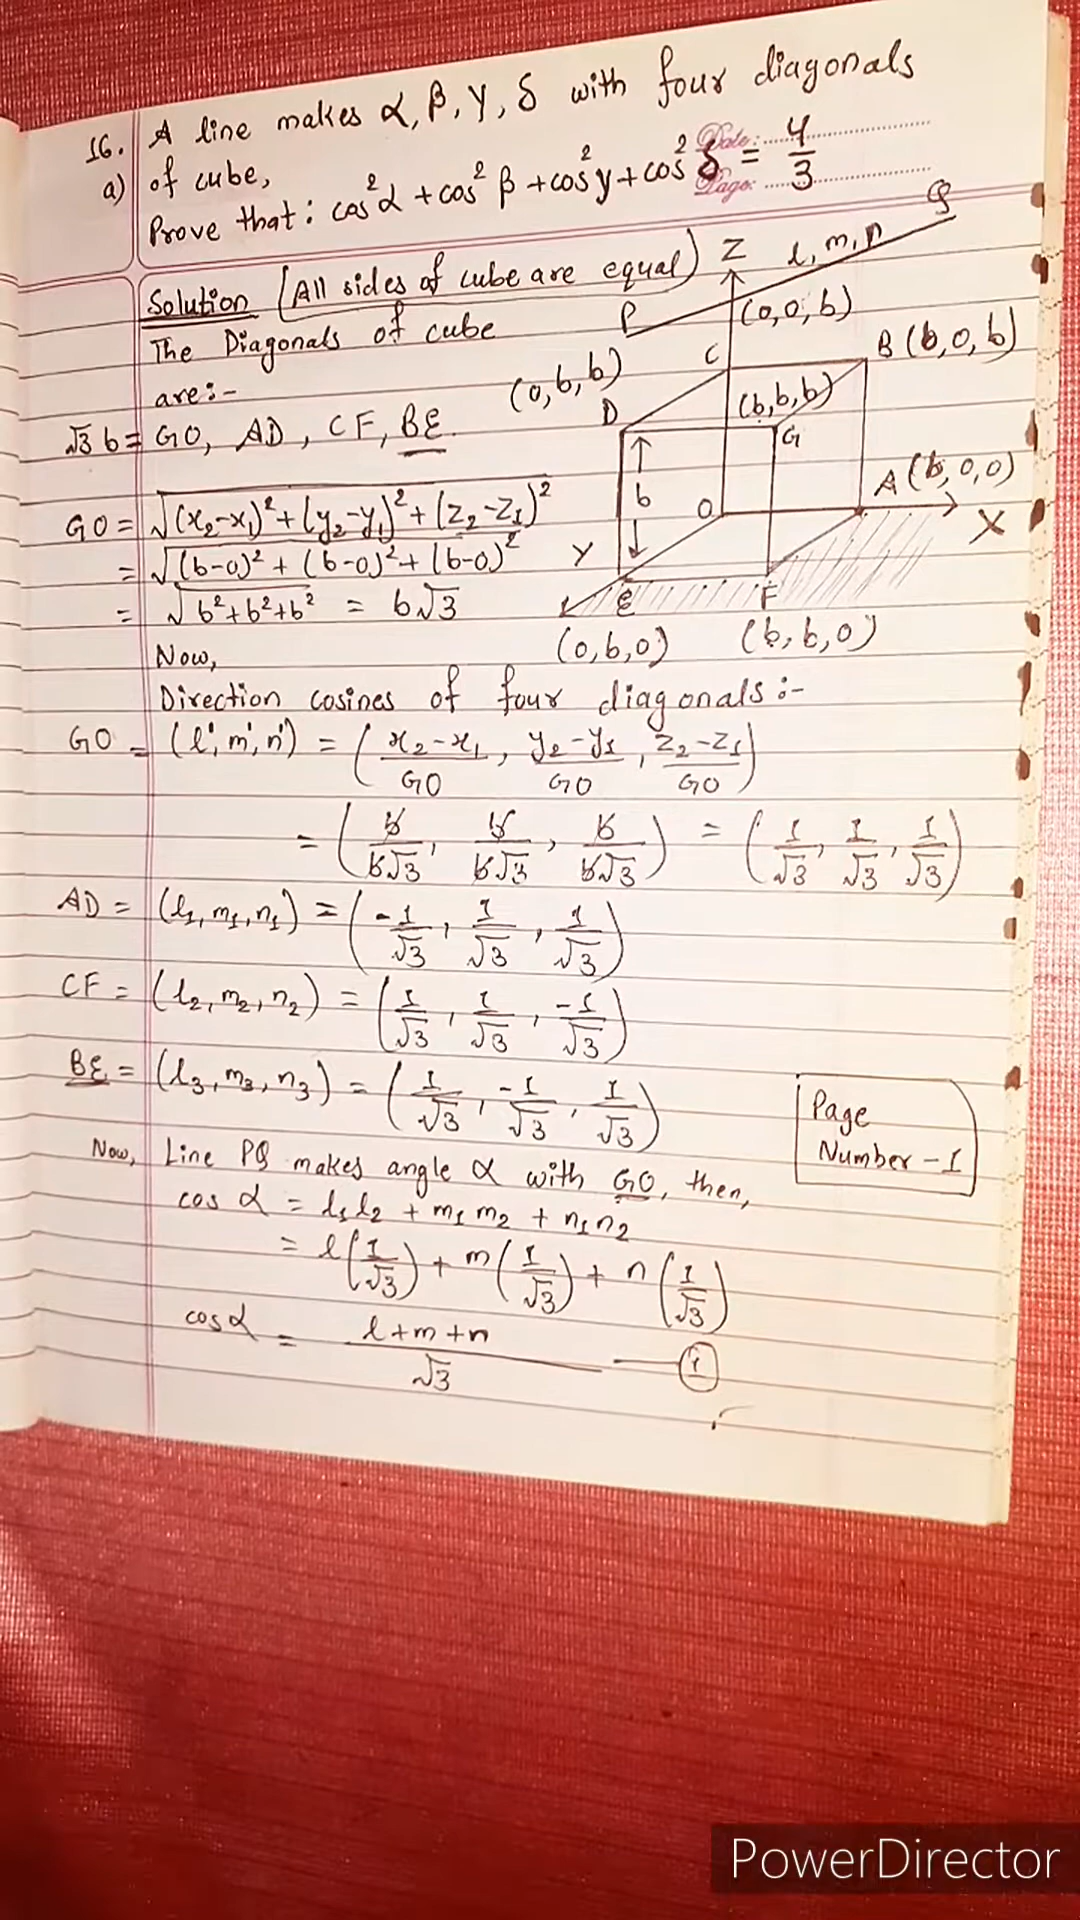 16. A line makes α, β, γ, δ with four diagonals
a) of cube,
Date:
Prove that: cos²α + cos²β + cos²γ + cos²δ = 4/3
Page:
Solution (All sides of cube are equal)
Z
l, m, n
Q
P
(0,0,b)
The Diagonals of cube
are:-
(0,b,b)
C
B (b,0,b)
D
(b,b,b)
G
√3 b = GO, AD, CF, BE.
b
O
A (b,0,0)
X
GO = √(x₂-x₁)²+(y₂-y₁)²+(z₂-z₁)²
Y
= √(b-0)² + (b-0)² + (b-0)²
= √b²+b²+b² = b√3
E
F
(0,b,0)
(b,b,0)
Now,
Direction cosines of four diagonals:-
GO = (l', m', n') = (x₂-x₁/GO, y₂-y₁/GO, z₂-z₁/GO)
= (b/b√3, b/b√3, b/b√3) = (1/√3, 1/√3, 1/√3)
AD = (l₁, m₁, n₁) = (-1/√3, 1/√3, 1/√3)
CF = (l₂, m₂, n₂) = (1/√3, 1/√3, -1/√3)
BE = (l₃, m₃, n₃) = (1/√3, -1/√3, 1/√3)
Page
Number - 1
Now, Line PQ makes angle α with GO, then,
cos α = l₁l₂ + m₁m₂ + n₁n₂
= l(1/√3) + m(1/√3) + n(1/√3)
cosα = l+m+n/√3 — (i)
PowerDirector